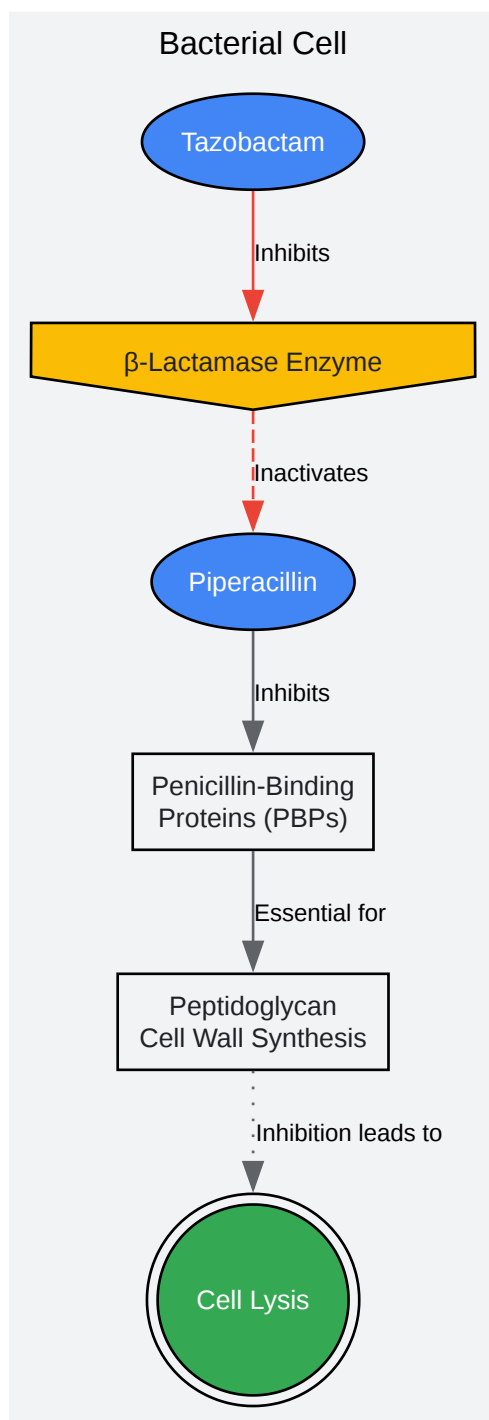 Bacterial Cell
Tazobactam
Inhibits
β-Lactamase Enzyme
Inactivates
Piperacillin
Inhibits
Penicillin-Binding
Proteins (PBPs)
Essential for
Peptidoglycan
Cell Wall Synthesis
Inhibition leads to
Cell Lysis